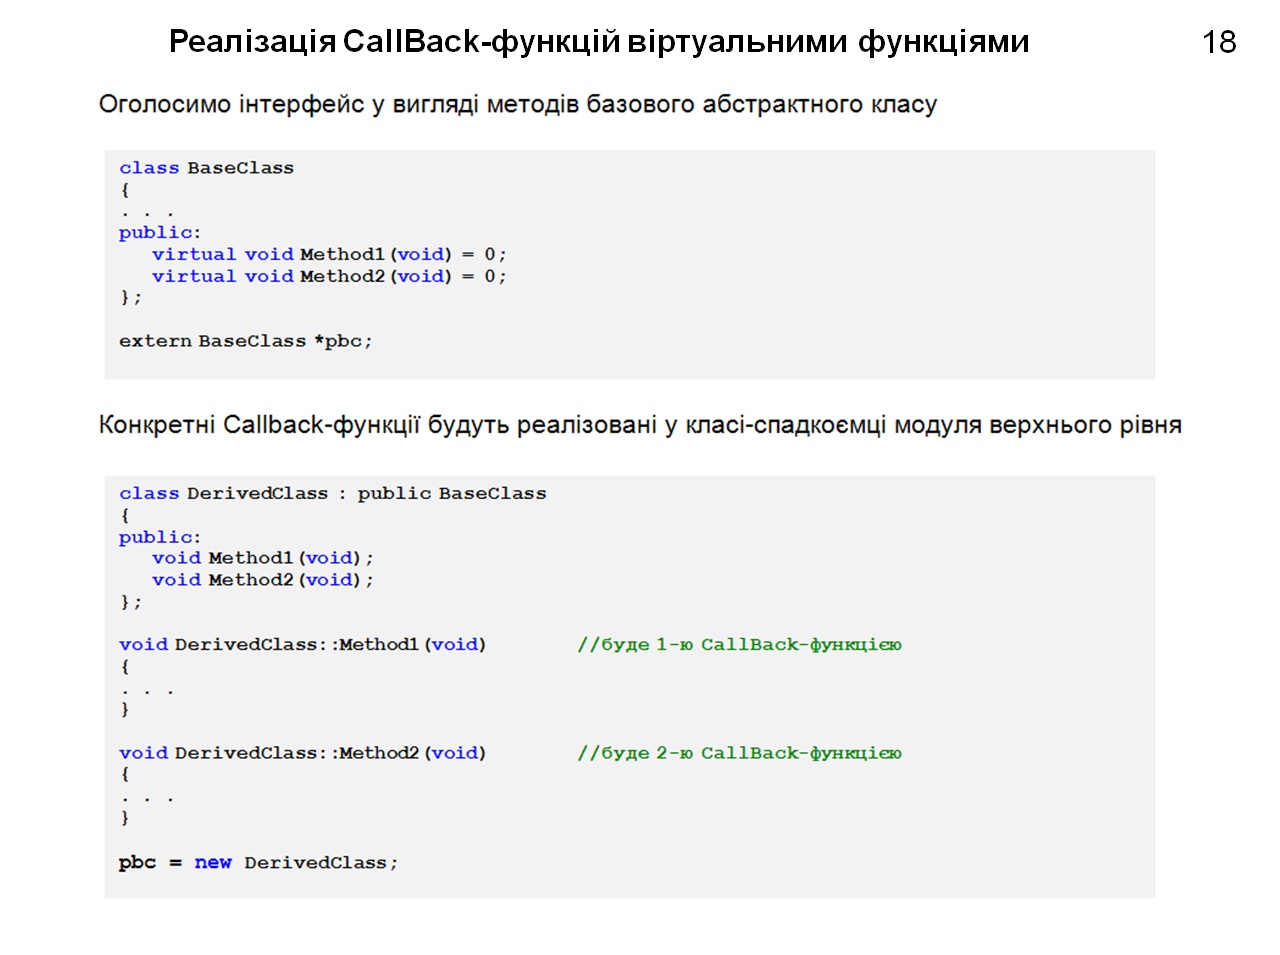 Реалізація CallBack-функцій віртуальними функціями
18
Оголосимо інтерфейс у вигляді методів базового абстрактного класу
class BaseClass
{
. . .
public:
virtual void Method1(void) = 0;
virtual void Method2(void) = 0;
};
extern BaseClass *pbc;
Конкретні Callback-функції будуть реалізовані у класі-спадкоємці модуля верхнього рівня
class DerivedClass : public BaseClass
{
public:
void Method1(void);
void Method2(void);
};
void DerivedClass::Method1(void) //буде 1-ю CallBack-функцією
{
. . .
}
void DerivedClass::Method2(void) //буде 2-ю CallBack-функцією
{
. . .
}
pbc = new DerivedClass;